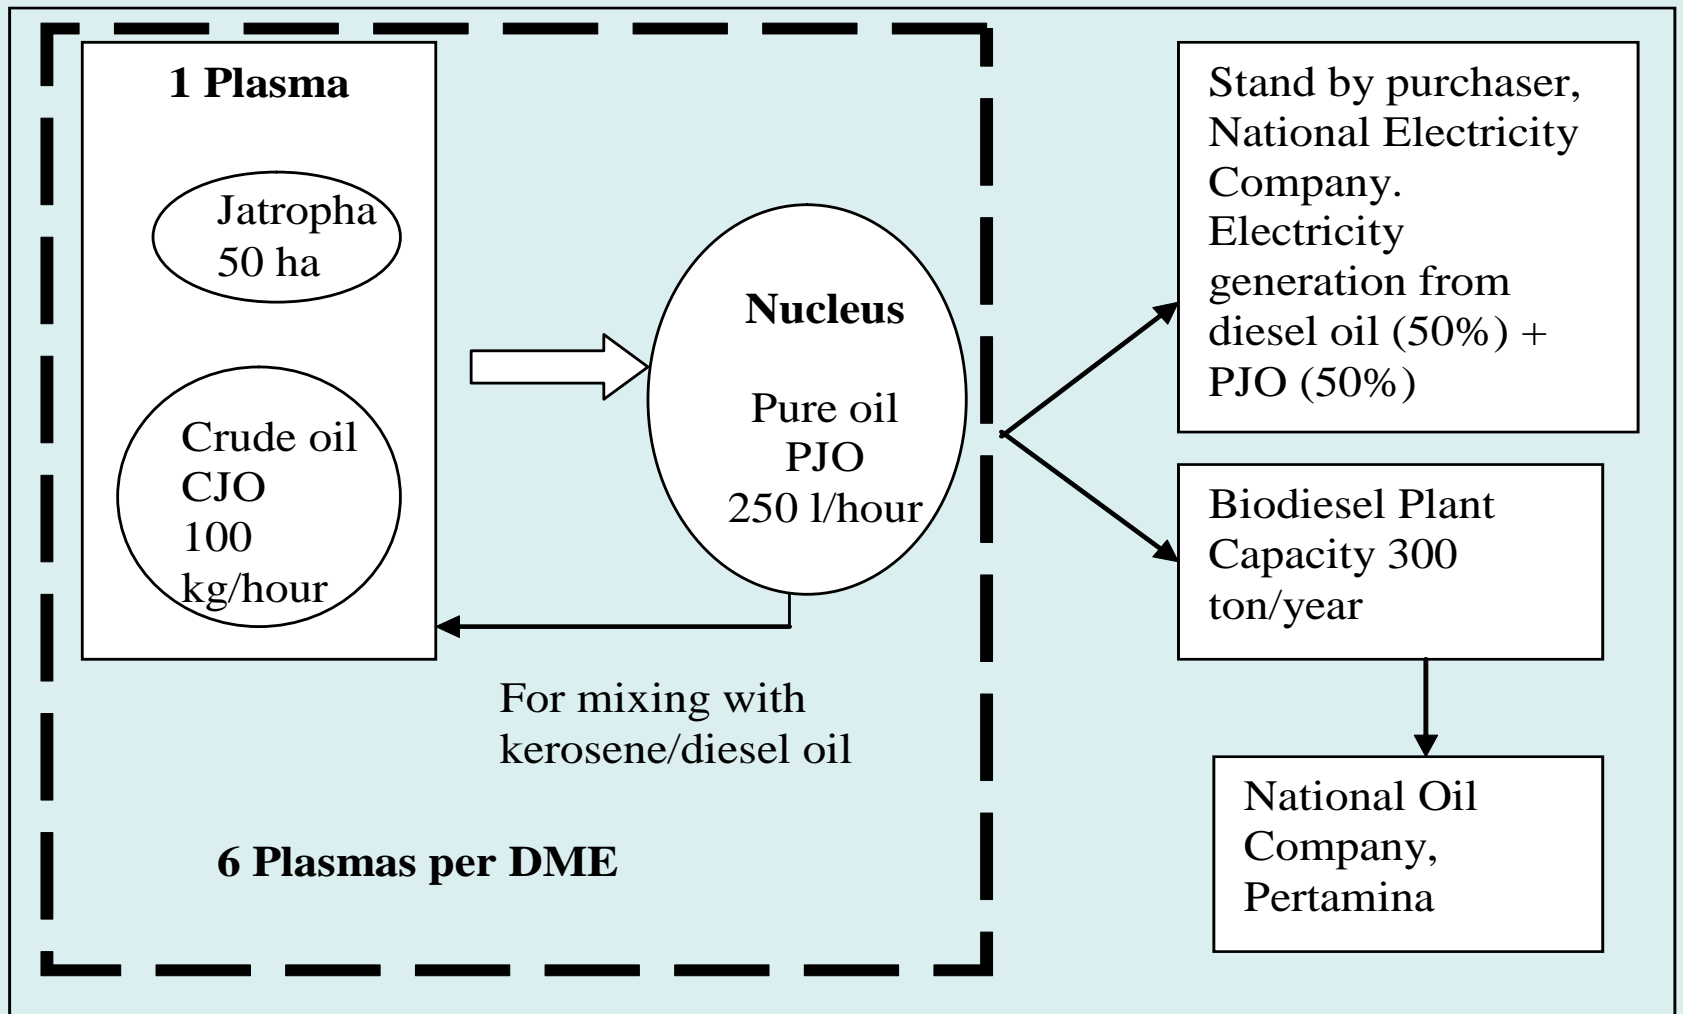 1 Plasma
Jatropha
50 ha
Crude oil
CJO
100
kg/hour
Nucleus
Pure oil
PJO
250 l/hour
For mixing with
kerosene/diesel oil
6 Plasmas per DME
Stand by purchaser,
National Electricity
Company.
Electricity
generation from
diesel oil (50%) +
PJO (50%)
Biodiesel Plant
Capacity 300
ton/year
National Oil
Company,
Pertamina